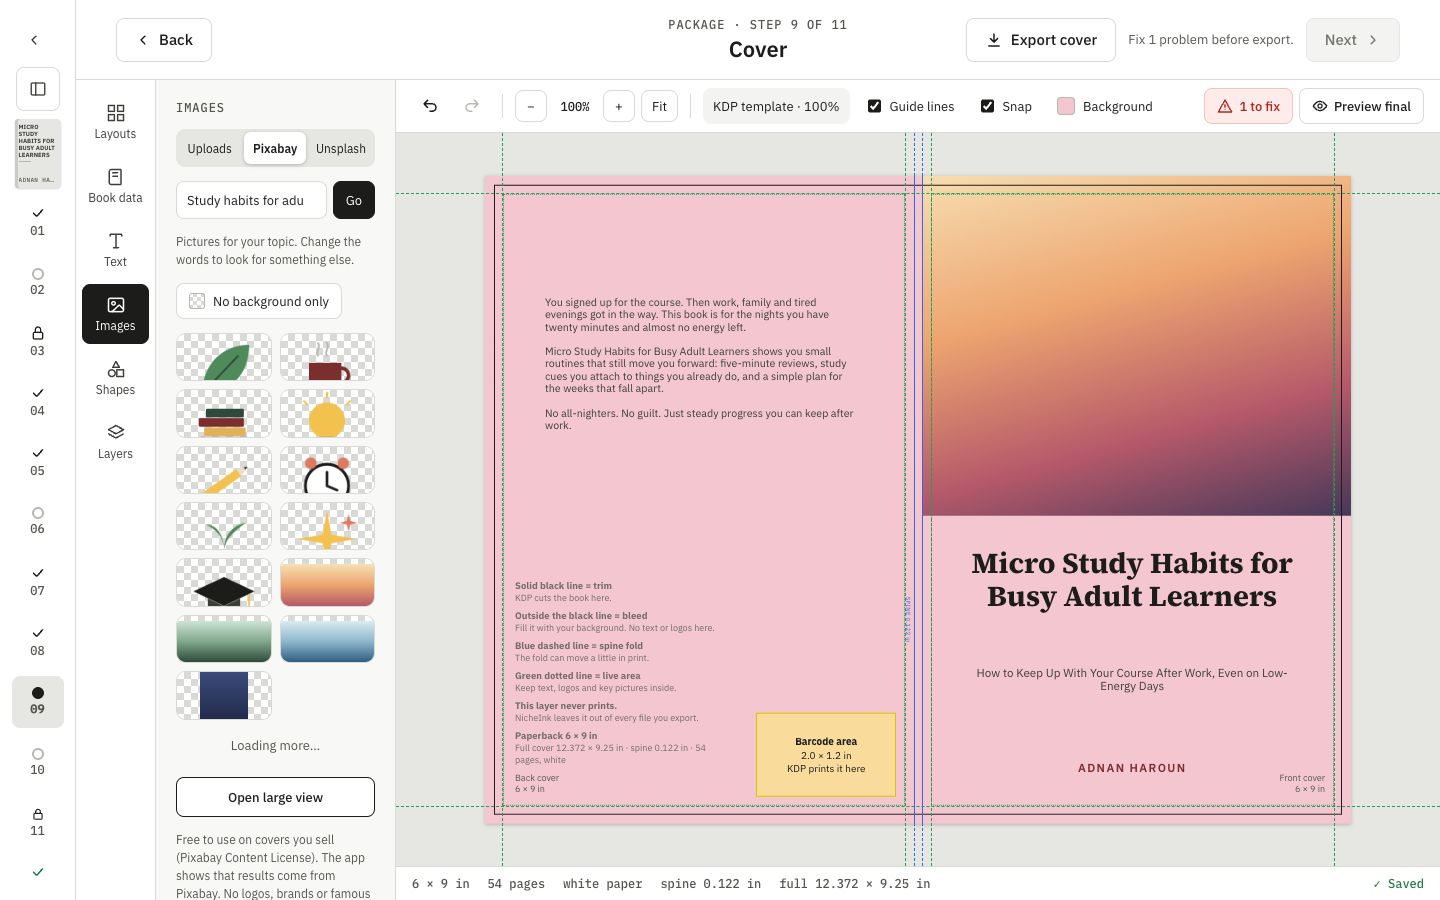 PACKAGE · STEP 9 OF 11
Back
Cover
Export cover
Fix 1 problem before export.
Next
MICRO
STUDY
HABITS FOR
BUSY ADULT
LEARNERS
ADNAN HA…
01
02
03
04
05
06
07
08
09
10
11
Layouts
Book data
Text
Images
Shapes
Layers
IMAGES
Uploads
Pixabay
Unsplash
Study habits for adu
Go
Pictures for your topic. Change the
words to look for something else.
No background only
Loading more…
Open large view
Free to use on covers you sell
(Pixabay Content License). The app
shows that results come from
Pixabay. No logos, brands or famous
− 100% + Fit
KDP template · 100%
Guide lines
Snap
Background
1 to fix
Preview final
You signed up for the course. Then work, family and tired
evenings got in the way. This book is for the nights you have
twenty minutes and almost no energy left.
Micro Study Habits for Busy Adult Learners shows you small
routines that still move you forward: five-minute reviews, study
cues you attach to things you already do, and a simple plan for
the weeks that fall apart.
No all-nighters. No guilt. Just steady progress you can keep after
work.
Solid black line = trim
KDP cuts the book here.
Outside the black line = bleed
Fill it with your background. No text or logos here.
Blue dashed line = spine fold
The fold can move a little in print.
Green dotted line = live area
Keep text, logos and key pictures inside.
This layer never prints.
NicheInk leaves it out of every file you export.
Paperback 6 × 9 in
Full cover 12.372 × 9.25 in · spine 0.122 in · 54
pages, white
Back cover
6 × 9 in
Barcode area
2.0 × 1.2 in
KDP prints it here
Micro Study Habits for
Busy Adult Learners
How to Keep Up With Your Course After Work, Even on Low-
Energy Days
ADNAN HAROUN
Front cover
6 × 9 in
6 × 9 in
54 pages
white paper
spine 0.122 in
full 12.372 × 9.25 in
✓ Saved